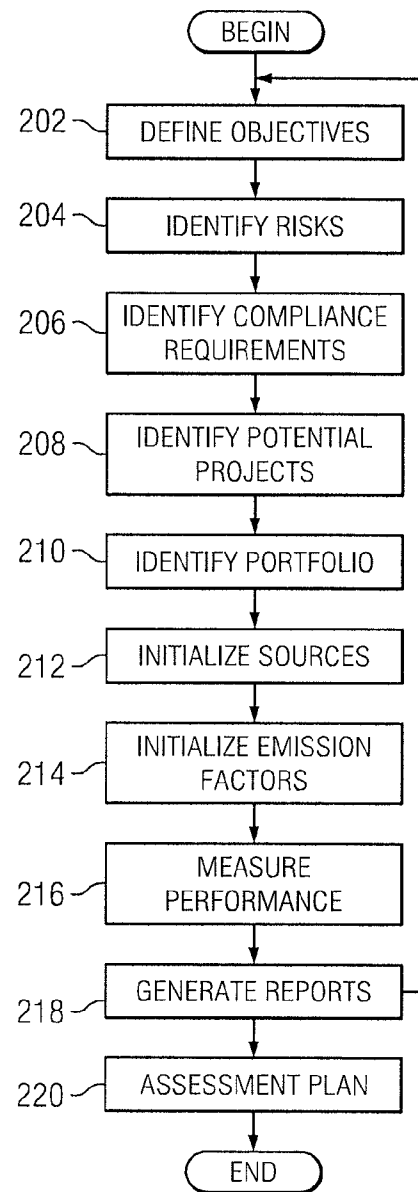 BEGIN
202
DEFINE OBJECTIVES
204
IDENTIFY RISKS
206
IDENTIFY COMPLIANCE
REQUIREMENTS
208
IDENTIFY POTENTIAL
PROJECTS
210
IDENTIFY PORTFOLIO
212
INITIALIZE SOURCES
214
INITIALIZE EMISSION
FACTORS
216
MEASURE
PERFORMANCE
218
GENERATE REPORTS
220
ASSESSMENT PLAN
END